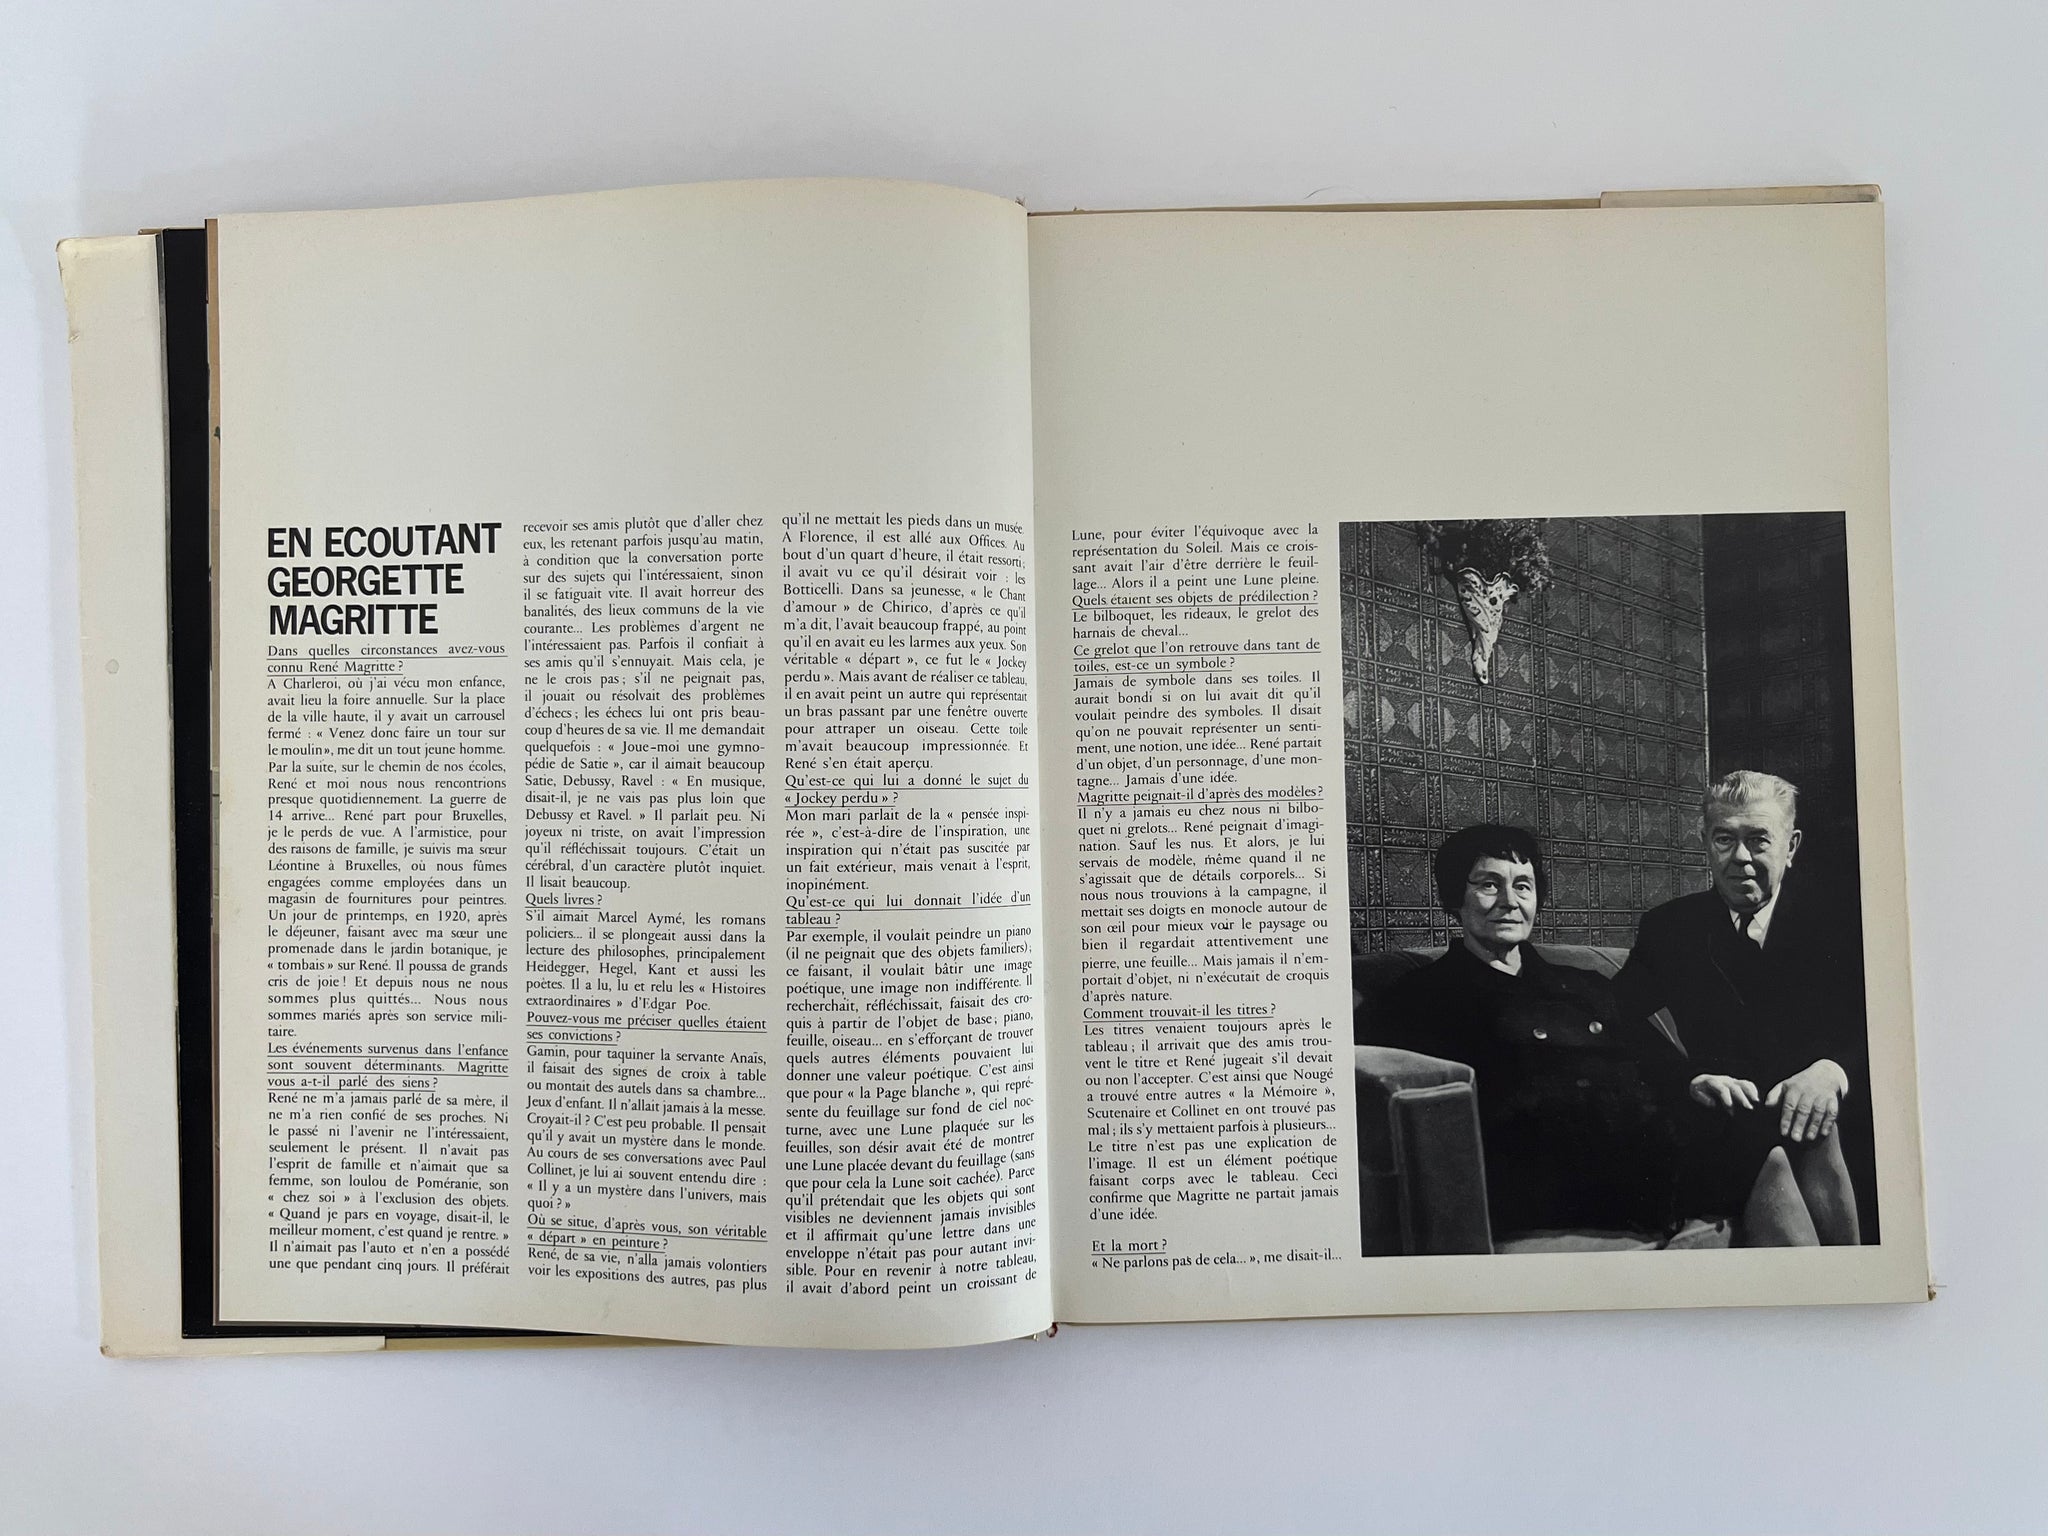 EN ECOUTANT
GEORGETTE
MAGRITTE
Dans quelles circonstances avez-vous
connu René Magritte ?
A Charleroi, où j'ai vécu mon enfance,
avait lieu la foire annuelle. Sur la place
de la ville haute, il y avait un carrousel
fermé : « Venez donc faire un tour sur
le moulin », me dit un tout jeune homme.
Par la suite, sur le chemin de nos écoles,
René et moi nous nous rencontrions
presque quotidiennement. La guerre de
14 arrive... René part pour Bruxelles,
je le perds de vue. A l'armistice, pour
des raisons de famille, je suivis ma sœur
Léontine à Bruxelles, où nous fûmes
engagées comme employées dans un
magasin de fournitures pour peintres.
Un jour de printemps, en 1920, après
le déjeuner, faisant avec ma sœur une
promenade dans le jardin botanique, je
« tombais » sur René. Il poussa de grands
cris de joie ! Et depuis nous ne nous
sommes plus quittés... Nous nous
sommes mariés après son service mili-
taire.
Les événements survenus dans l'enfance
sont souvent déterminants. Magritte
vous a-t-il parlé des siens ?
René ne m'a jamais parlé de sa mère, il
ne m'a rien confié de ses proches. Ni
le passé ni l'avenir ne l'intéressaient,
seulement le présent. Il n'avait pas
l'esprit de famille et n'aimait que sa
femme, son loulou de Poméranie, son
« chez soi » à l'exclusion des objets.
« Quand je pars en voyage, disait-il, le
meilleur moment, c'est quand je rentre. »
Il n'aimait pas l'auto et n'en a possédé
une que pendant cinq jours. Il préférait
recevoir ses amis plutôt que d'aller chez
eux, les retenant parfois jusqu'au matin,
à condition que la conversation porte
sur des sujets qui l'intéressaient, sinon
il se fatiguait vite. Il avait horreur des
banalités, des lieux communs de la vie
courante... Les problèmes d'argent ne
l'intéressaient pas. Parfois il confiait à
ses amis qu'il s'ennuyait. Mais cela, je
ne le crois pas ; s'il ne peignait pas,
il jouait ou résolvait des problèmes
d'échecs ; les échecs lui ont pris beau-
coup d'heures de sa vie. Il me demandait
quelquefois : « Joue-moi une gymno-
pédie de Satie », car il aimait beaucoup
Satie, Debussy, Ravel : « En musique,
disait-il, je ne vais pas plus loin que
Debussy et Ravel. » Il parlait peu. Ni
joyeux ni triste, on avait l'impression
qu'il réfléchissait toujours. C'était un
cérébral, d'un caractère plutôt inquiet.
Il lisait beaucoup.
Quels livres ?
S'il aimait Marcel Aymé, les romans
policiers... il se plongeait aussi dans la
lecture des philosophes, principalement
Heidegger, Hegel, Kant et aussi les
poètes. Il a lu, lu et relu les « Histoires
extraordinaires » d'Edgar Poe.
Pouvez-vous me préciser quelles étaient
ses convictions ?
Gamin, pour taquiner la servante Anaïs,
il faisait des signes de croix à table
ou montait des autels dans sa chambre...
Jeux d'enfant. Il n'allait jamais à la messe.
Croyait-il ? C'est peu probable. Il pensait
qu'il y avait un mystère dans le monde.
Au cours de ses conversations avec Paul
Collinet, je lui ai souvent entendu dire :
« Il y a un mystère dans l'univers, mais
quoi ? »
Où se situe, d'après vous, son véritable
« départ » en peinture ?
René, de sa vie, n'alla jamais volontiers
voir les expositions des autres, pas plus
qu'il ne mettait les pieds dans un musée.
A Florence, il est allé aux Offices. Au
bout d'un quart d'heure, il était ressorti ;
il avait vu ce qu'il désirait voir : les
Botticelli. Dans sa jeunesse, « le Chant
d'amour » de Chirico, d'après ce qu'il
m'a dit, l'avait beaucoup frappé, au point
qu'il en avait eu les larmes aux yeux. Son
véritable « départ », ce fut le « Jockey
perdu ». Mais avant de réaliser ce tableau,
il en avait peint un autre qui représentait
un bras passant par une fenêtre ouverte
pour attraper un oiseau. Cette toile
m'avait beaucoup impressionnée. Et
René s'en était aperçu.
Qu'est-ce qui lui a donné le sujet du
« Jockey perdu » ?
Mon mari parlait de la « pensée inspi-
rée », c'est-à-dire de l'inspiration, une
inspiration qui n'était pas suscitée par
un fait extérieur, mais venait à l'esprit,
inopinément.
Qu'est-ce qui lui donnait l'idée d'un
tableau ?
Par exemple, il voulait peindre un piano
(il ne peignait que des objets familiers) ;
ce faisant, il voulait bâtir une image
poétique, une image non indifférente. Il
recherchait, réfléchissait, faisait des cro-
quis à partir de l'objet de base ; piano,
feuille, oiseau... en s'efforçant de trouver
quels autres éléments pouvaient lui
donner une valeur poétique. C'est ainsi
que pour « la Page blanche », qui repré-
sente du feuillage sur fond de ciel noc-
turne, avec une Lune plaquée sur les
feuilles, son désir avait été de montrer
une Lune placée devant du feuillage (sans
que pour cela la Lune soit cachée). Parce
qu'il prétendait que les objets qui sont
visibles ne deviennent jamais invisibles
et il affirmait qu'une lettre dans une
enveloppe n'était pas pour autant invi-
sible. Pour en revenir à notre tableau,
il avait d'abord peint un croissant de
Lune, pour éviter l'équivoque avec la
représentation du Soleil. Mais ce crois-
sant avait l'air d'être derrière le feuil-
lage... Alors il a peint une Lune pleine.
Quels étaient ses objets de prédilection ?
Le bilboquet, les rideaux, le grelot des
harnais de cheval...
Ce grelot que l'on retrouve dans tant de
toiles, est-ce un symbole ?
Jamais de symbole dans ses toiles. Il
aurait bondi si on lui avait dit qu'il
voulait peindre des symboles. Il disait
qu'on ne pouvait représenter un senti-
ment, une notion, une idée... René partait
d'un objet, d'un personnage, d'une mon-
tagne... Jamais d'une idée.
Magritte peignait-il d'après des modèles ?
Il n'y a jamais eu chez nous ni bilbo-
quet ni grelots... René peignait d'imagi-
nation. Sauf les nus. Et alors, je lui
servais de modèle, même quand il ne
s'agissait que de détails corporels... Si
nous nous trouvions à la campagne, il
mettait ses doigts en monocle autour de
son œil pour mieux voir le paysage ou
bien il regardait attentivement une
pierre, une feuille... Mais jamais il n'em-
portait d'objet, ni n'exécutait de croquis
d'après nature.
Comment trouvait-il les titres ?
Les titres venaient toujours après le
tableau ; il arrivait que des amis trou-
vent le titre et René jugeait s'il devait
ou non l'accepter. C'est ainsi que Nougé
a trouvé entre autres « la Mémoire »,
Scutenaire et Collinet en ont trouvé pas
mal ; ils s'y mettaient parfois à plusieurs...
Le titre n'est pas une explication de
l'image. Il est un élément poétique
faisant corps avec le tableau. Ceci
confirme que Magritte ne partait jamais
d'une idée.
Et la mort ?
« Ne parlons pas de cela... », me disait-il...